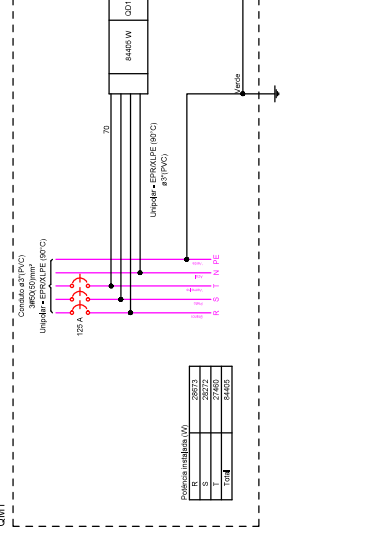 QM1
Conduto ø3"(PVC)
3#50(50)mm²
Unipolar - EPR/XLPE (90°C)
125 A
70
84405 W
QD1
Unipolar - EPR/XLPE (90°C)
ø3"(PVC)
Verde
PE
N
T
S
R
Potência instalada (W)
R 28673
S 28272
T 27460
Total 84405